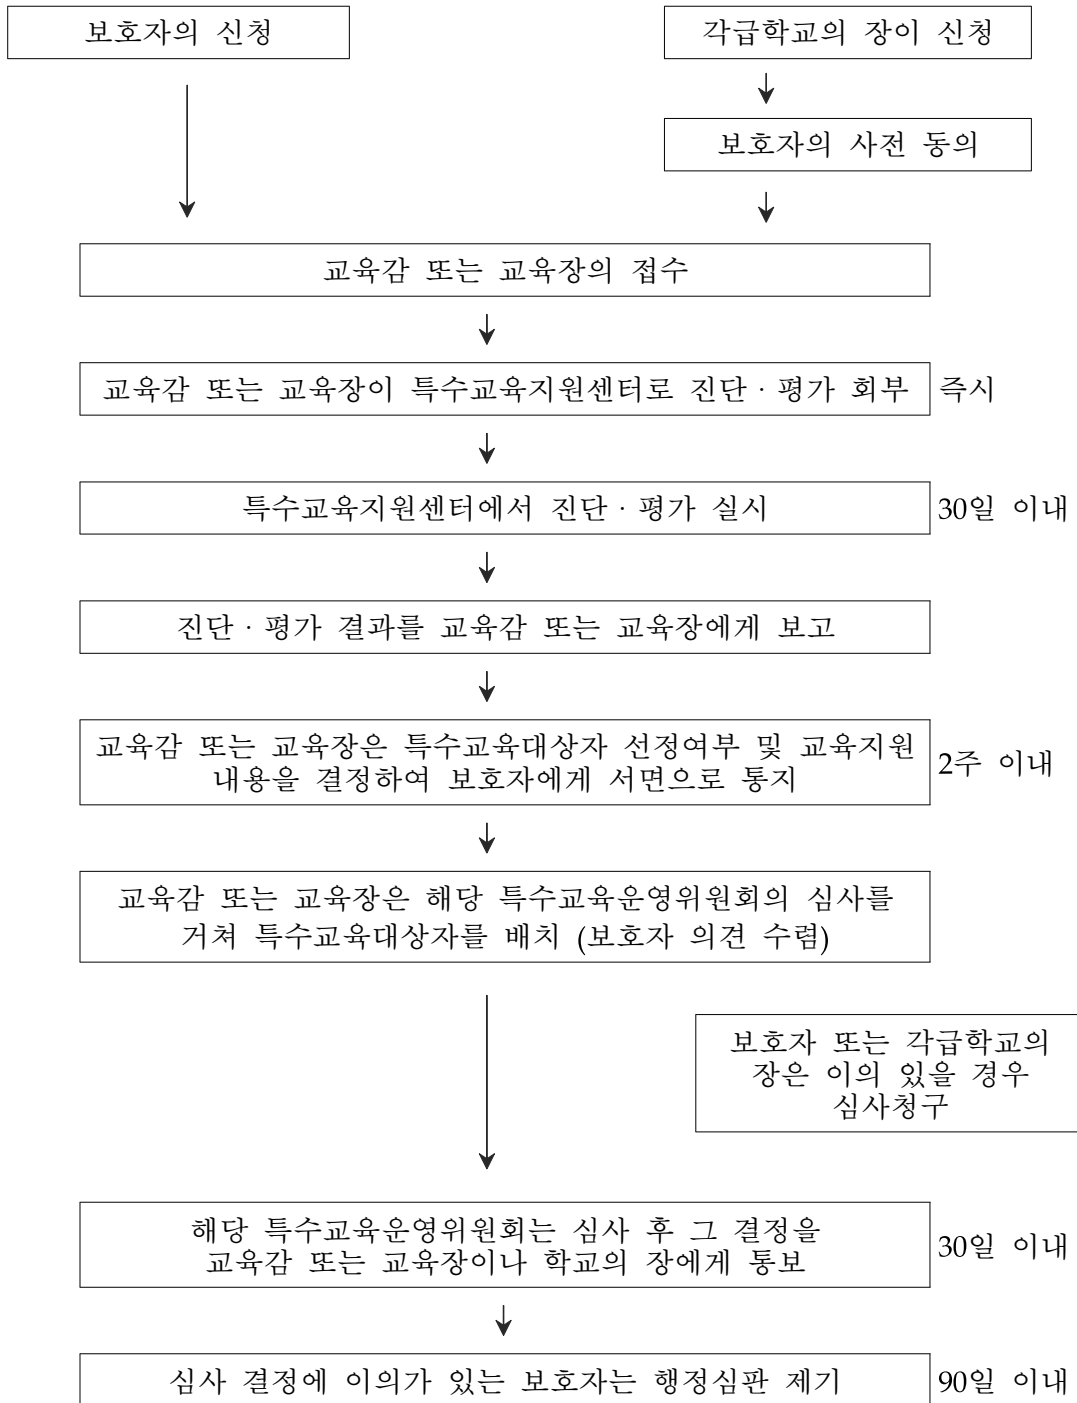 보호자의 신청
각급학교의 장이 신청
보호자의 사전 동의
교육감 또는 교육장의 접수
교육감 또는 교육장이 특수교육지원센터로 진단 · 평가 회부
즉시
특수교육지원센터에서 진단 · 평가 실시
30일 이내
진단 · 평가 결과를 교육감 또는 교육장에게 보고
교육감 또는 교육장은 특수교육대상자 선정여부 및 교육지원
내용을 결정하여 보호자에게 서면으로 통지
2주 이내
교육감 또는 교육장은 해당 특수교육운영위원회의 심사를
거쳐 특수교육대상자를 배치 (보호자 의견 수렴)
보호자 또는 각급학교의
장은 이의 있을 경우
심사청구
해당 특수교육운영위원회는 심사 후 그 결정을
교육감 또는 교육장이나 학교의 장에게 통보
30일 이내
심사 결정에 이의가 있는 보호자는 행정심판 제기
90일 이내